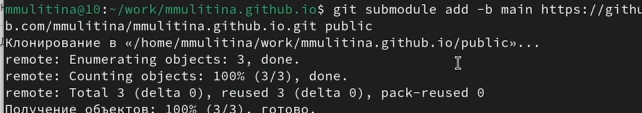 mmulitina@10:~/work/mmulitina.github.io$ git submodule add -b main https://githu
b.com/mmulitina/mmulitina.github.io.git public
Клонирование в «/home/mmulitina/work/mmulitina.github.io/public»...
remote: Enumerating objects: 3, done.
remote: Counting objects: 100% (3/3), done.
remote: Total 3 (delta 0), reused 3 (delta 0), pack-reused 0
Получение объектов: 100% (3/3), готово.